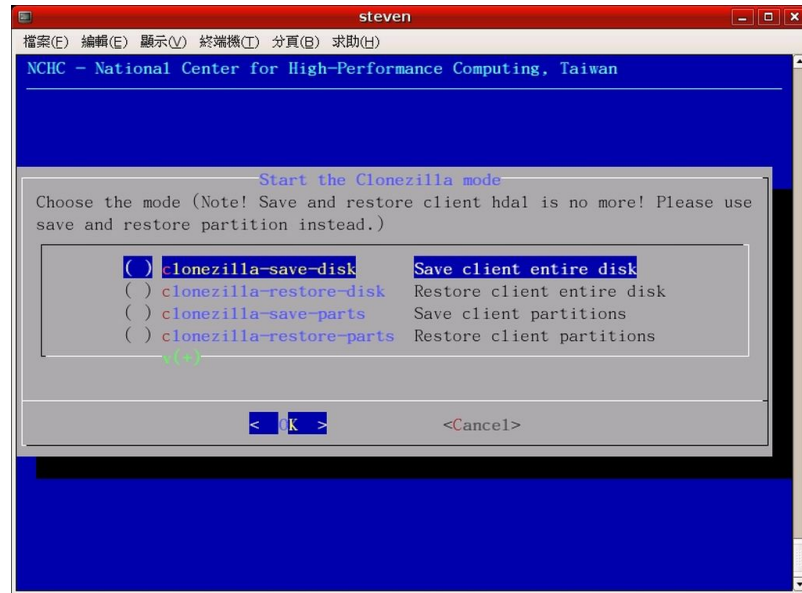 steven
檔案(F) 編輯(E) 顯示(V) 終端機(T) 分頁(B) 求助(H)
NCHC - National Center for High-Performance Computing, Taiwan
Start the Clonezilla mode
Choose the mode (Note! Save and restore client hda1 is no more! Please use
save and restore partition instead.)
( ) clonezilla-save-disk Save client entire disk
( ) clonezilla-restore-disk Restore client entire disk
( ) clonezilla-save-parts Save client partitions
( ) clonezilla-restore-parts Restore client partitions
v(+)
< OK > <Cancel>